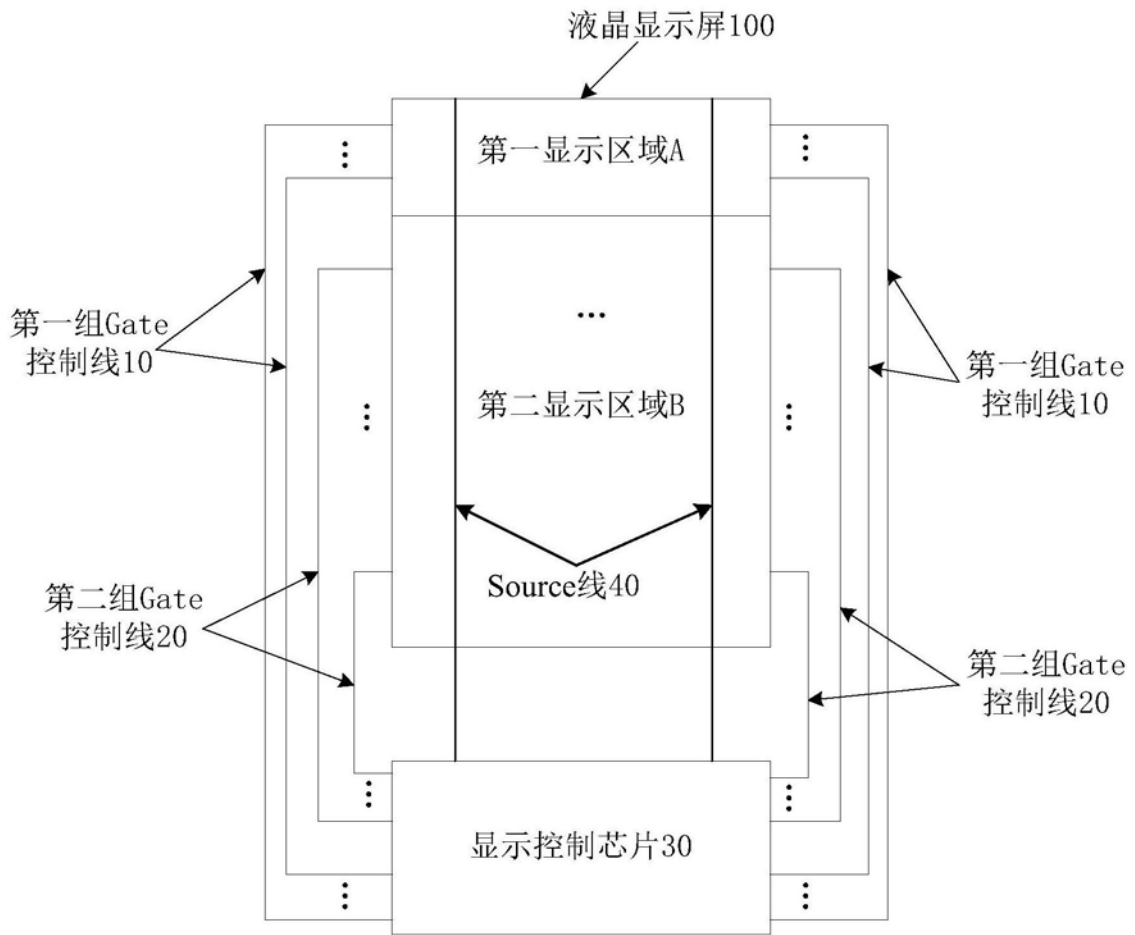 液晶显示屏100
第一显示区域A
第一组Gate
控制线10
第一组Gate
控制线10
第二显示区域B
Source线40
第二组Gate
控制线20
第二组Gate
控制线20
显示控制芯片30